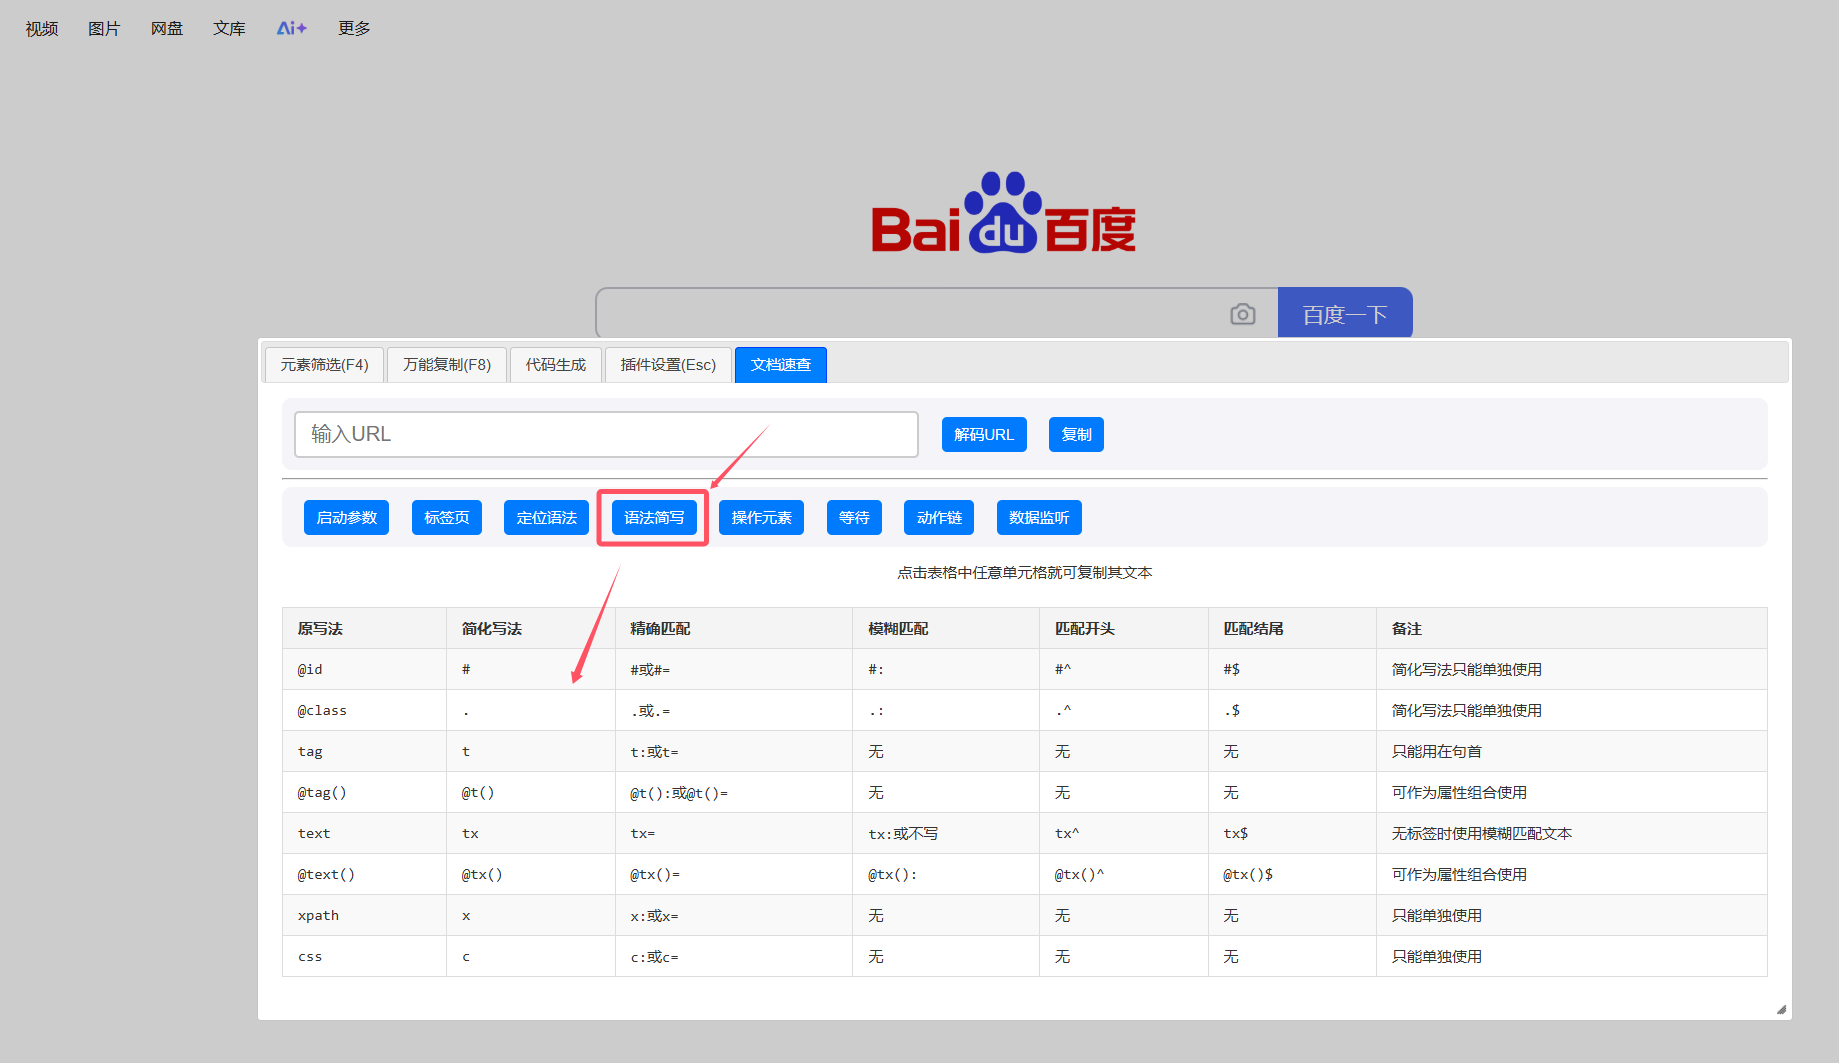 视频 图片 网盘 文库 Ai+ 更多
Bai du 百度
百度一下
元素筛选(F4) 万能复制(F8) 代码生成 插件设置(Esc) 文档速查
输入URL 解码URL 复制
启动参数 标签页 定位语法 语法简写 操作元素 等待 动作链 数据监听
点击表格中任意单元格就可复制其文本
原写法 简化写法 精确匹配 模糊匹配 匹配开头 匹配结尾 备注
@id # #或#= #: #^ #$ 简化写法只能单独使用
@class . .或.= .: .^ .$ 简化写法只能单独使用
tag t t:或t= 无 无 无 只能用在句首
@tag() @t() @t():或@t()= 无 无 无 可作为属性组合使用
text tx tx= tx:或不写 tx^ tx$ 无标签时使用模糊匹配文本
@text() @tx() @tx()= @tx(): @tx()^ @tx()$ 可作为属性组合使用
xpath x x:或x= 无 无 无 只能单独使用
css c c:或c= 无 无 无 只能单独使用